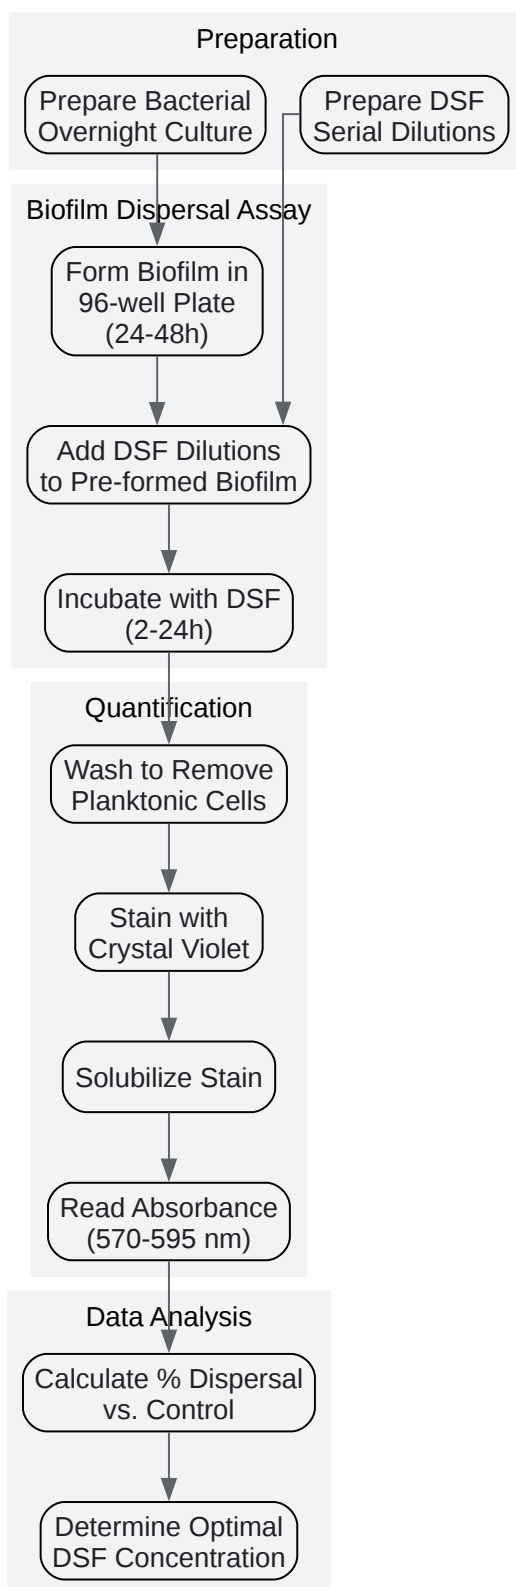 Preparation
Prepare Bacterial
Overnight Culture
Prepare DSF
Serial Dilutions
Biofilm Dispersal Assay
Form Biofilm in
96-well Plate
(24-48h)
Add DSF Dilutions
to Pre-formed Biofilm
Incubate with DSF
(2-24h)
Quantification
Wash to Remove
Planktonic Cells
Stain with
Crystal Violet
Solubilize Stain
Read Absorbance
(570-595 nm)
Data Analysis
Calculate % Dispersal
vs. Control
Determine Optimal
DSF Concentration